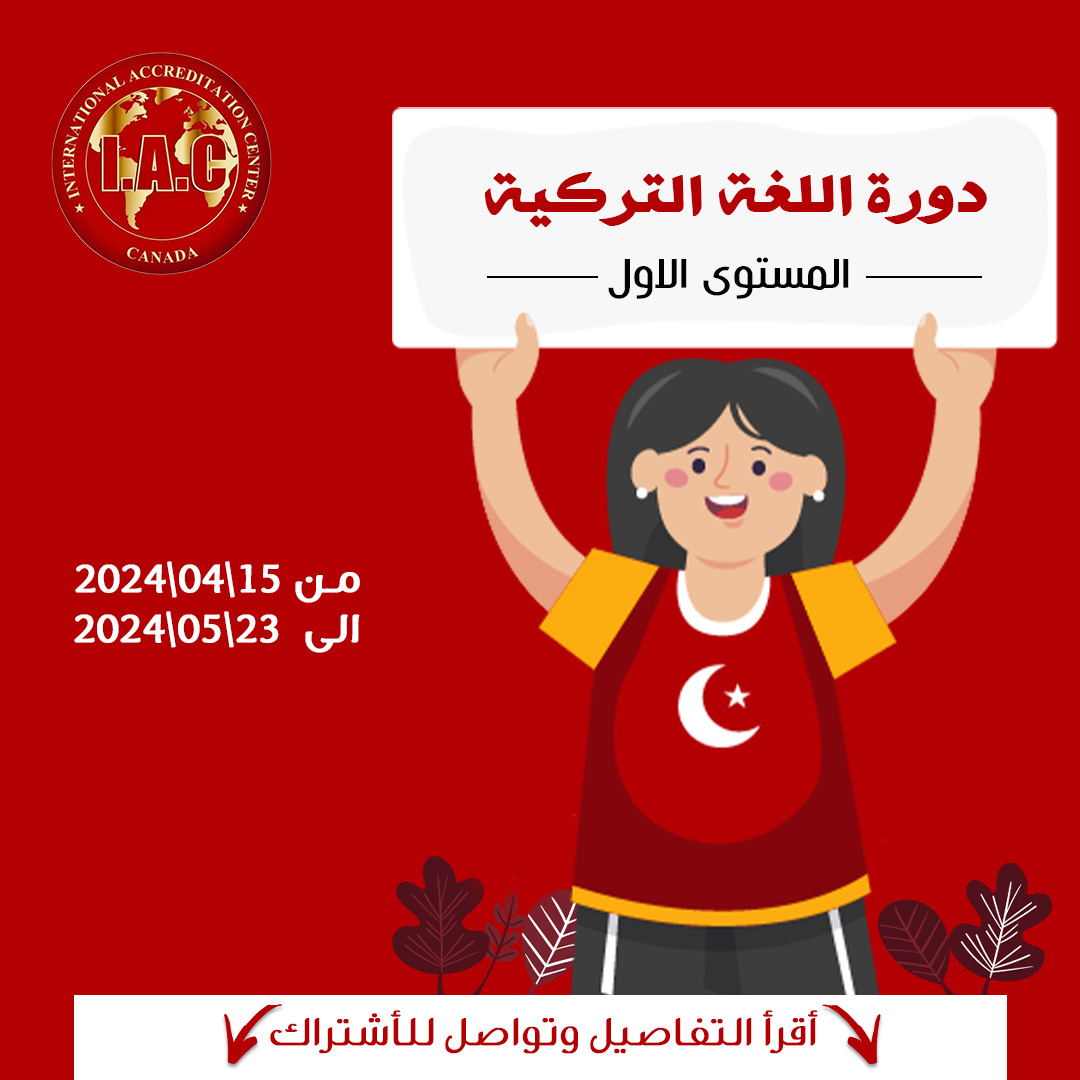 INTERNATIONAL ACCREDITATION CENTER
I.A.C
CANADA
دورة اللغة التركية
المستوى الاول
من 15\04\2024
الى 23\05\2024
أقرأ التفاصيل وتواصل للأشتراك